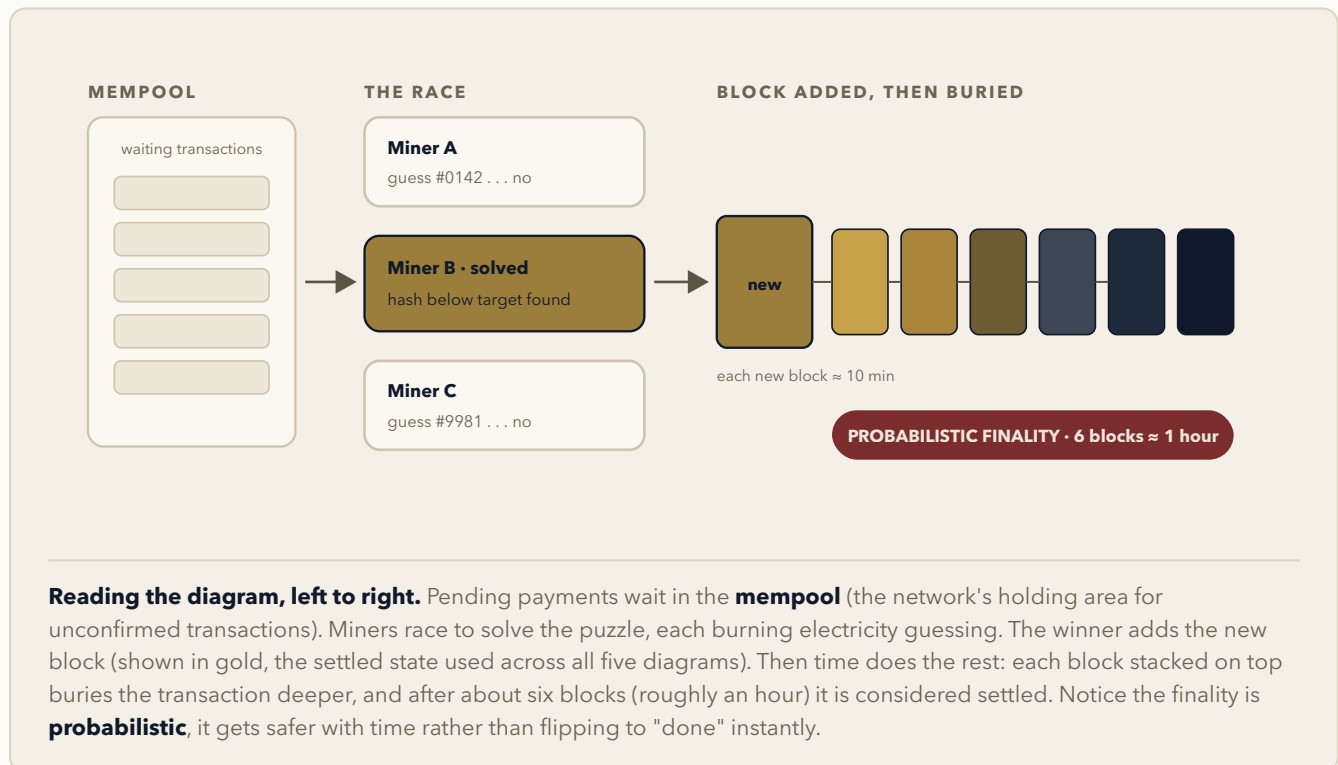 MEMPOOL
waiting transactions
THE RACE
Miner A
guess #0142 . . . no
Miner B · solved
hash below target found
Miner C
guess #9981 . . . no
BLOCK ADDED, THEN BURIED
new
each new block ≈ 10 min
PROBABILISTIC FINALITY · 6 blocks ≈ 1 hour
Reading the diagram, left to right. Pending payments wait in the mempool (the network's holding area for
unconfirmed transactions). Miners race to solve the puzzle, each burning electricity guessing. The winner adds the new
block (shown in gold, the settled state used across all five diagrams). Then time does the rest: each block stacked on top
buries the transaction deeper, and after about six blocks (roughly an hour) it is considered settled. Notice the finality is
probabilistic, it gets safer with time rather than flipping to "done" instantly.